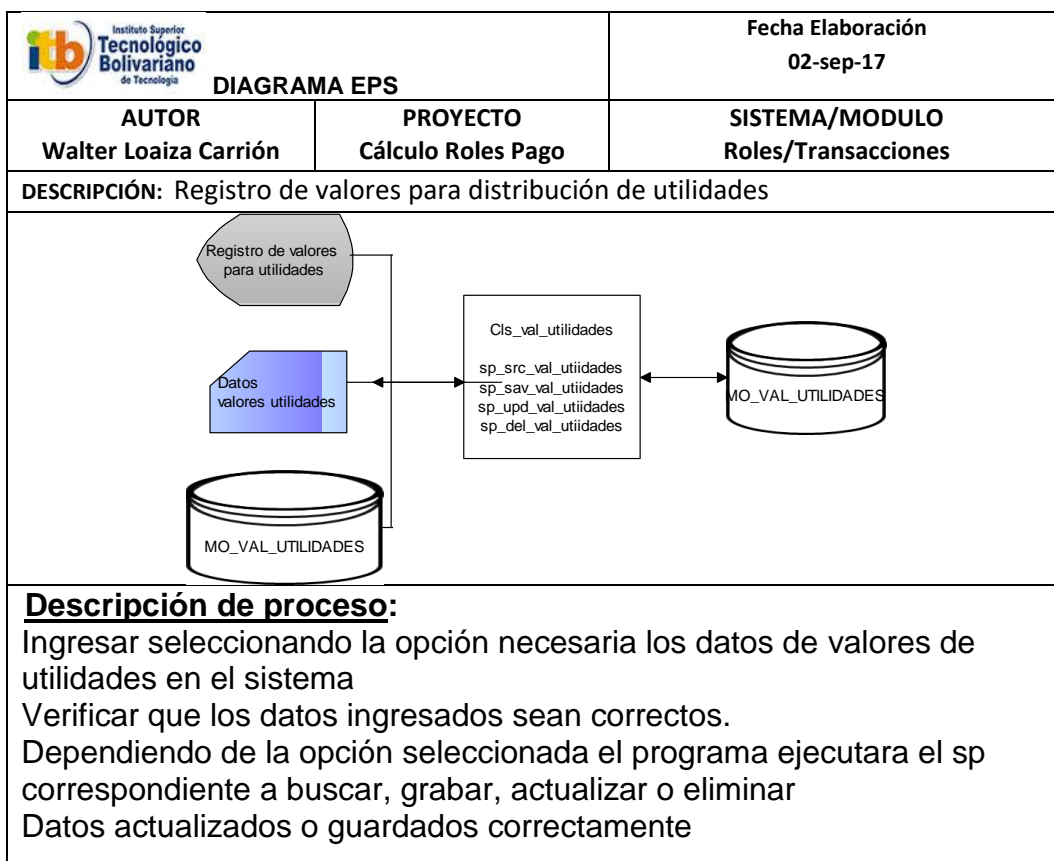 itb
Instituto Superior
Tecnológico
Bolivariano
de Tecnología
DIAGRAMA EPS
Fecha Elaboración
02-sep-17
AUTOR
Walter Loaiza Carrión
PROYECTO
Cálculo Roles Pago
SISTEMA/MODULO
Roles/Transacciones
DESCRIPCIÓN: Registro de valores para distribución de utilidades
Registro de valores
para utilidades
Datos
valores utilidades
MO_VAL_UTILIDADES
Cls_val_utilidades
sp_src_val_utiidades
sp_sav_val_utiidades
sp_upd_val_utiidades
sp_del_val_utiidades
MO_VAL_UTILIDADES
Descripción de proceso:
Ingresar seleccionando la opción necesaria los datos de valores de
utilidades en el sistema
Verificar que los datos ingresados sean correctos.
Dependiendo de la opción seleccionada el programa ejecutara el sp
correspondiente a buscar, grabar, actualizar o eliminar
Datos actualizados o guardados correctamente